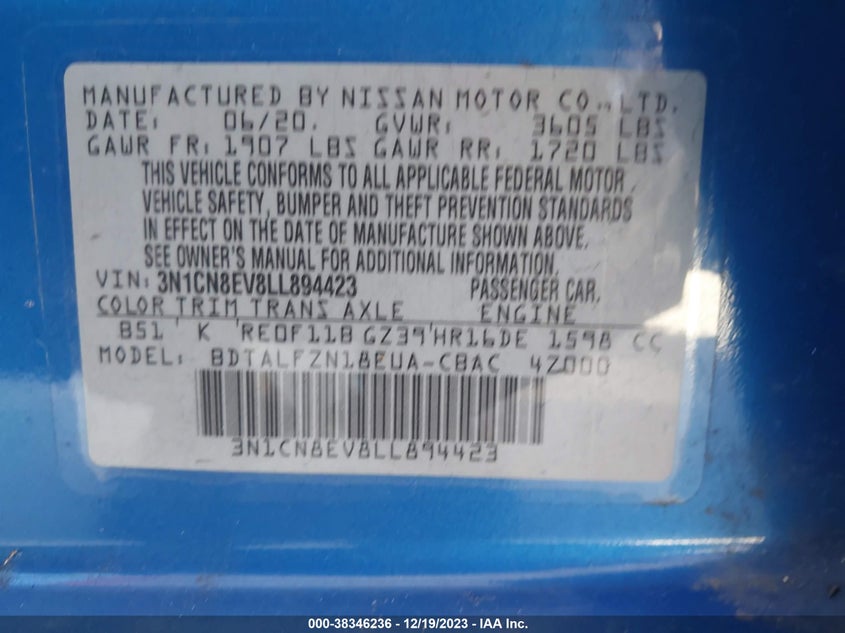 MANUFACTURED BY NISSAN MOTOR CO., LTD.
DATE: 06/20. GVWR: 3605 LBS
GAWR FR: 1907 LBS GAWR RR: 1720 LBS
THIS VEHICLE CONFORMS TO ALL APPLICABLE FEDERAL MOTOR
VEHICLE SAFETY, BUMPER AND THEFT PREVENTION STANDARDS
IN EFFECT ON THE DATE OF MANUFACTURE SHOWN ABOVE.
SEE OWNER'S MANUAL FOR ADDITIONAL INFORMATION.
VIN: 3N1CN8EV8LL894423 PASSENGER CAR.
COLOR TRIM TRANS AXLE ENGINE
B51 K RE0F11B GZ39 HR16DE 1598 CC
MODEL: BDTALFZN18EUA-CBAC 4Z000
3N1CN8EV8LL894423
000-38346236 - 12/19/2023 - IAA Inc.